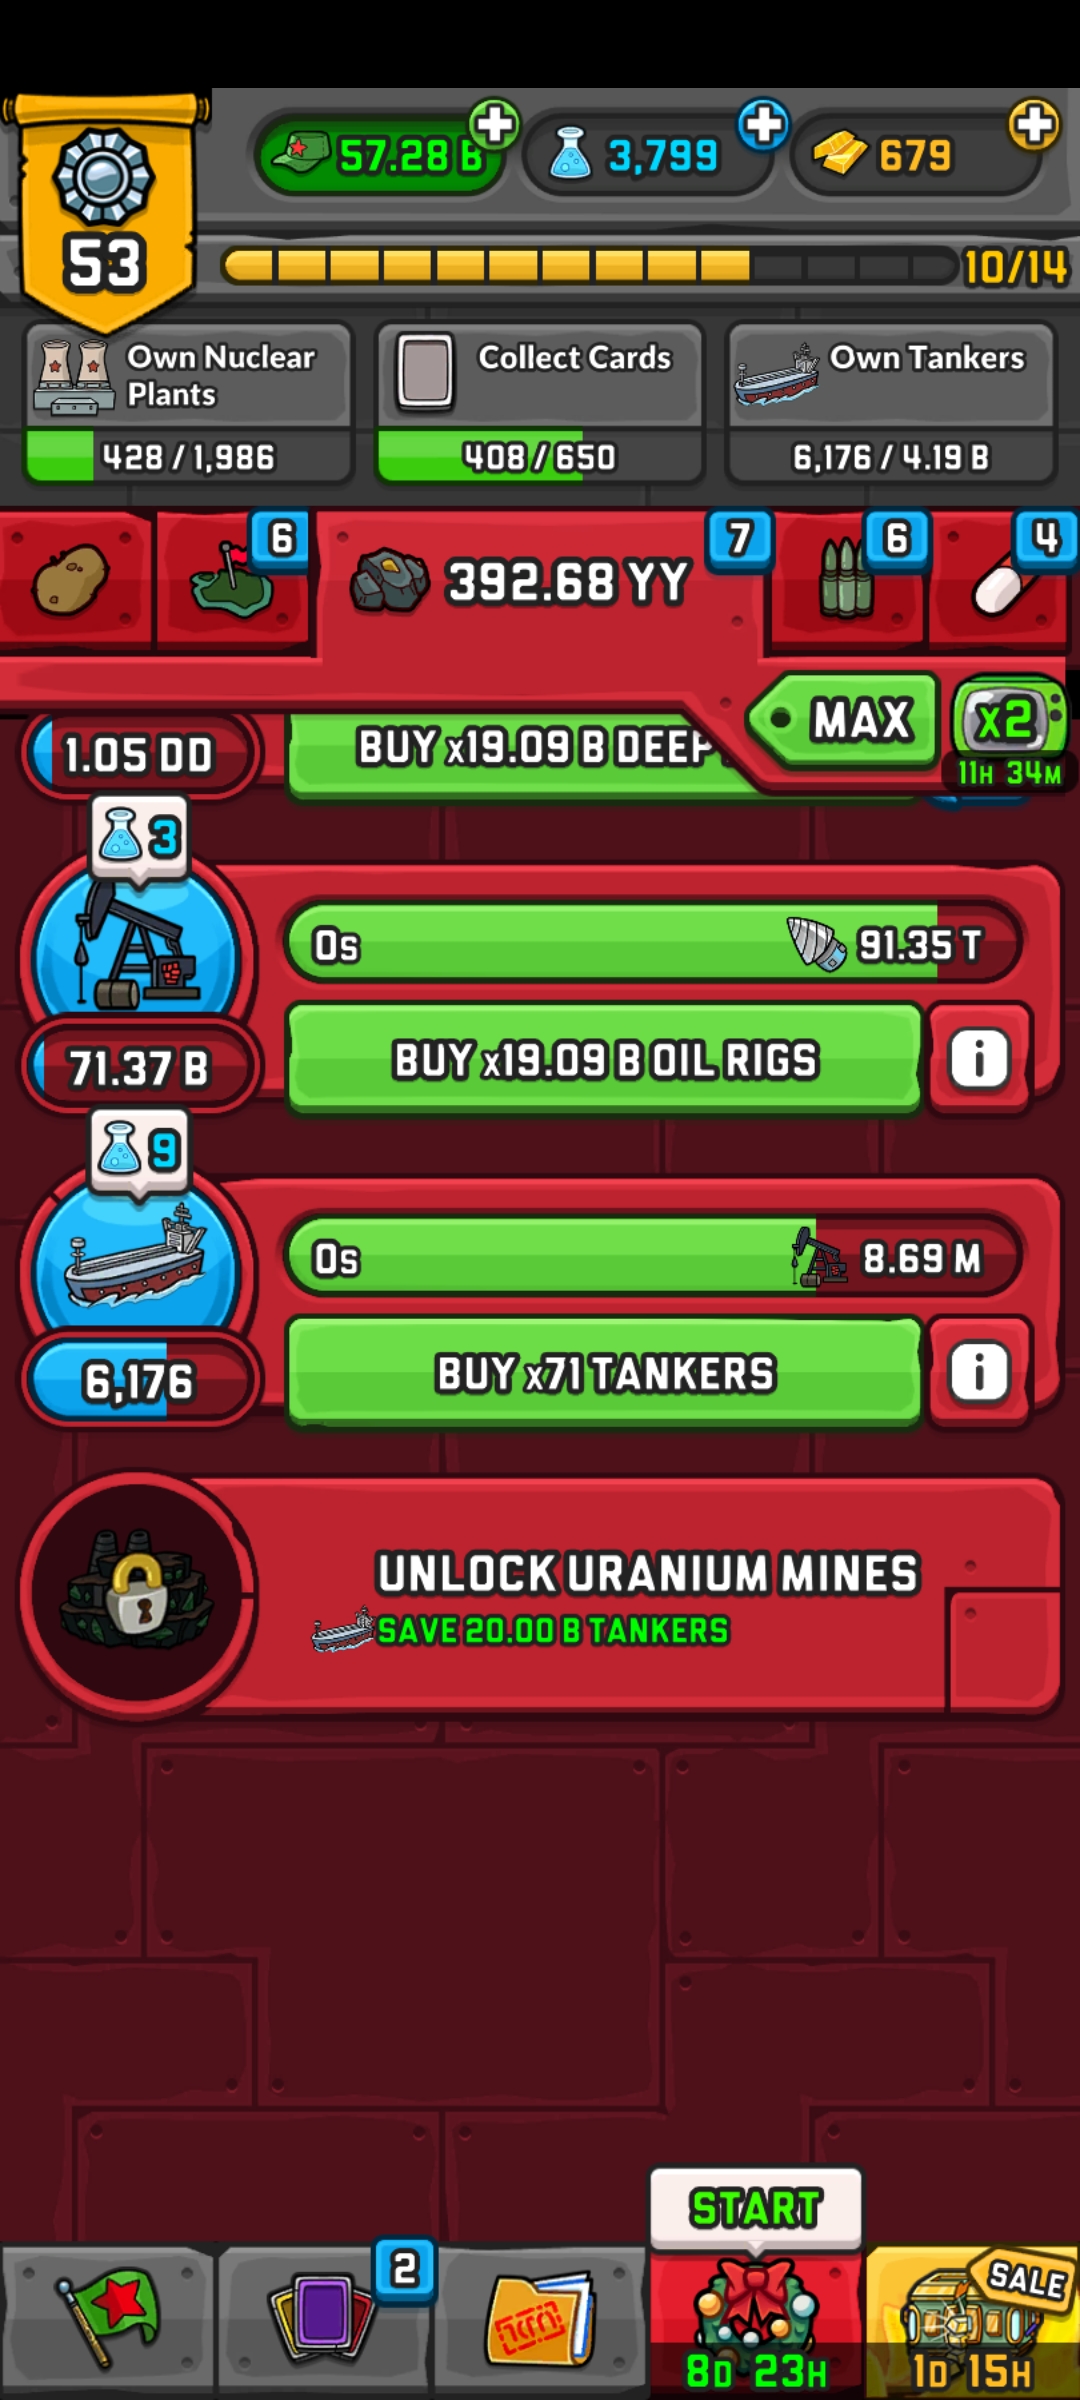 57.28 B
3,799
679
53
10/14
Own Nuclear
Plants
Collect Cards
Own Tankers
428 / 1,986
408 / 650
6,176 / 4.19 B
6
392.68 YY
7
6
4
MAX
x2
11H 34M
1.05 DD
BUY x19.09 B DEEP
3
0s
91.35 T
71.37 B
BUY x19.09 B OIL RIGS
i
9
0s
8.69 M
6,176
BUY x71 TANKERS
i
UNLOCK URANIUM MINES
SAVE 20.00 B TANKERS
START
2
SALE
8D 23H
1D 15H